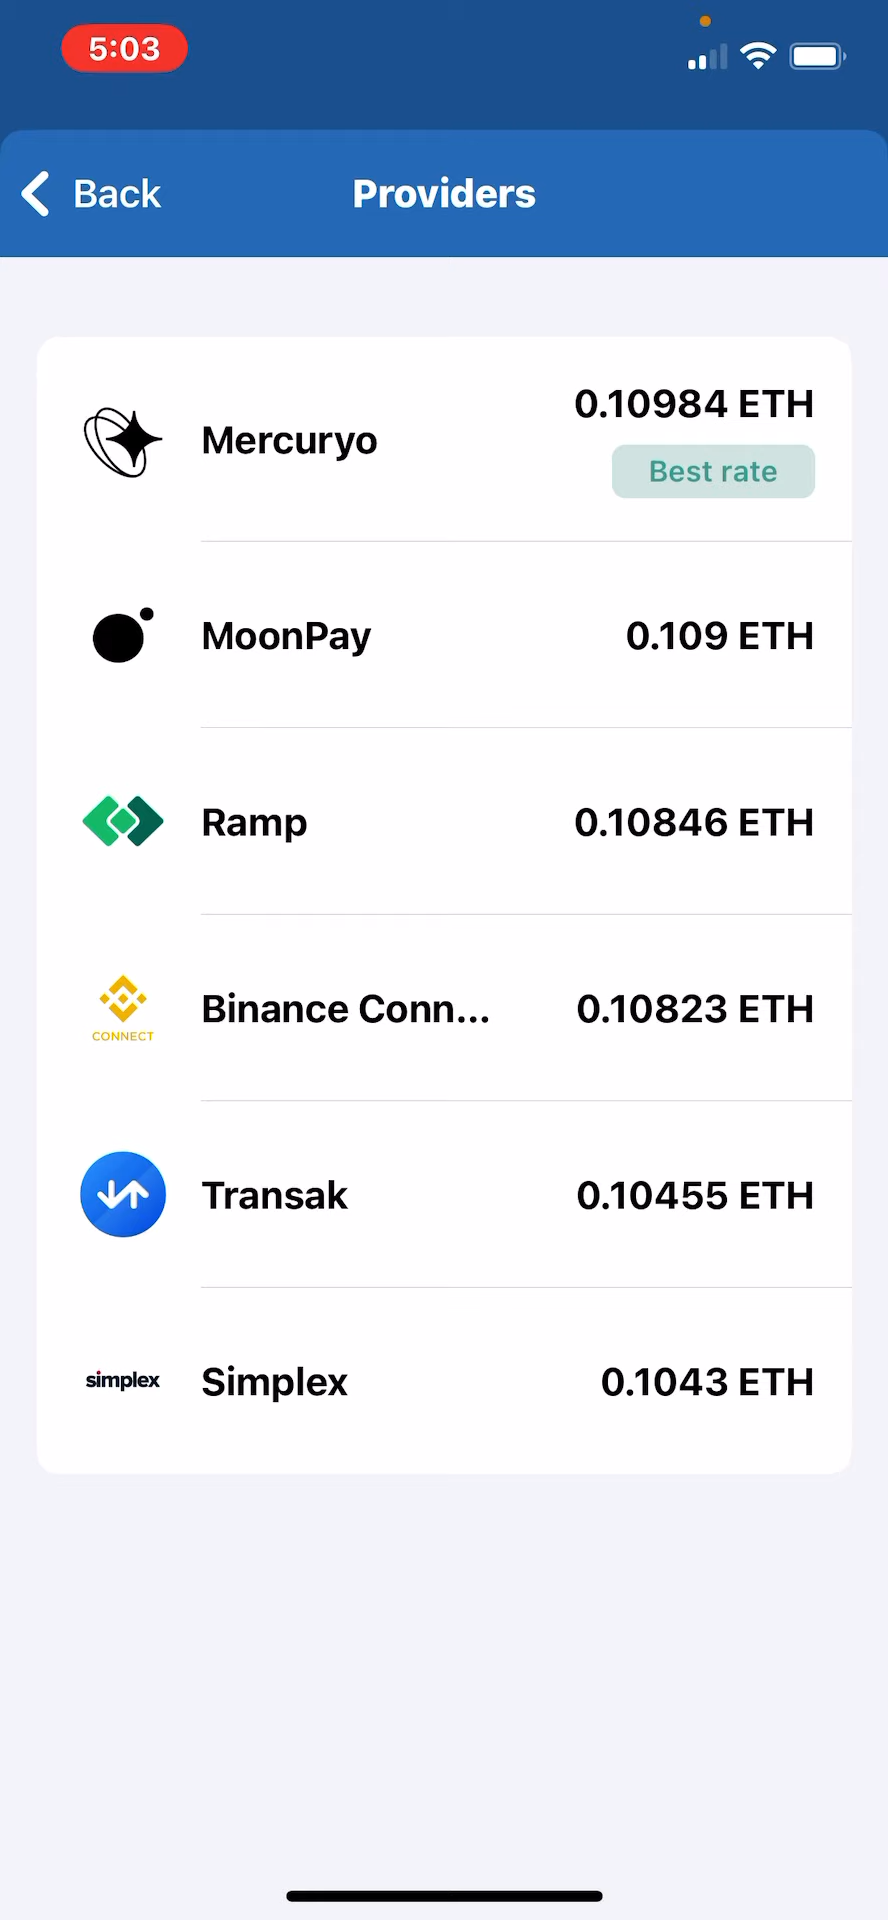 5:03
Back
Providers
Mercuryo
0.10984 ETH
Best rate
MoonPay
0.109 ETH
Ramp
0.10846 ETH
CONNECT
Binance Conn...
0.10823 ETH
Transak
0.10455 ETH
simplex
Simplex
0.1043 ETH